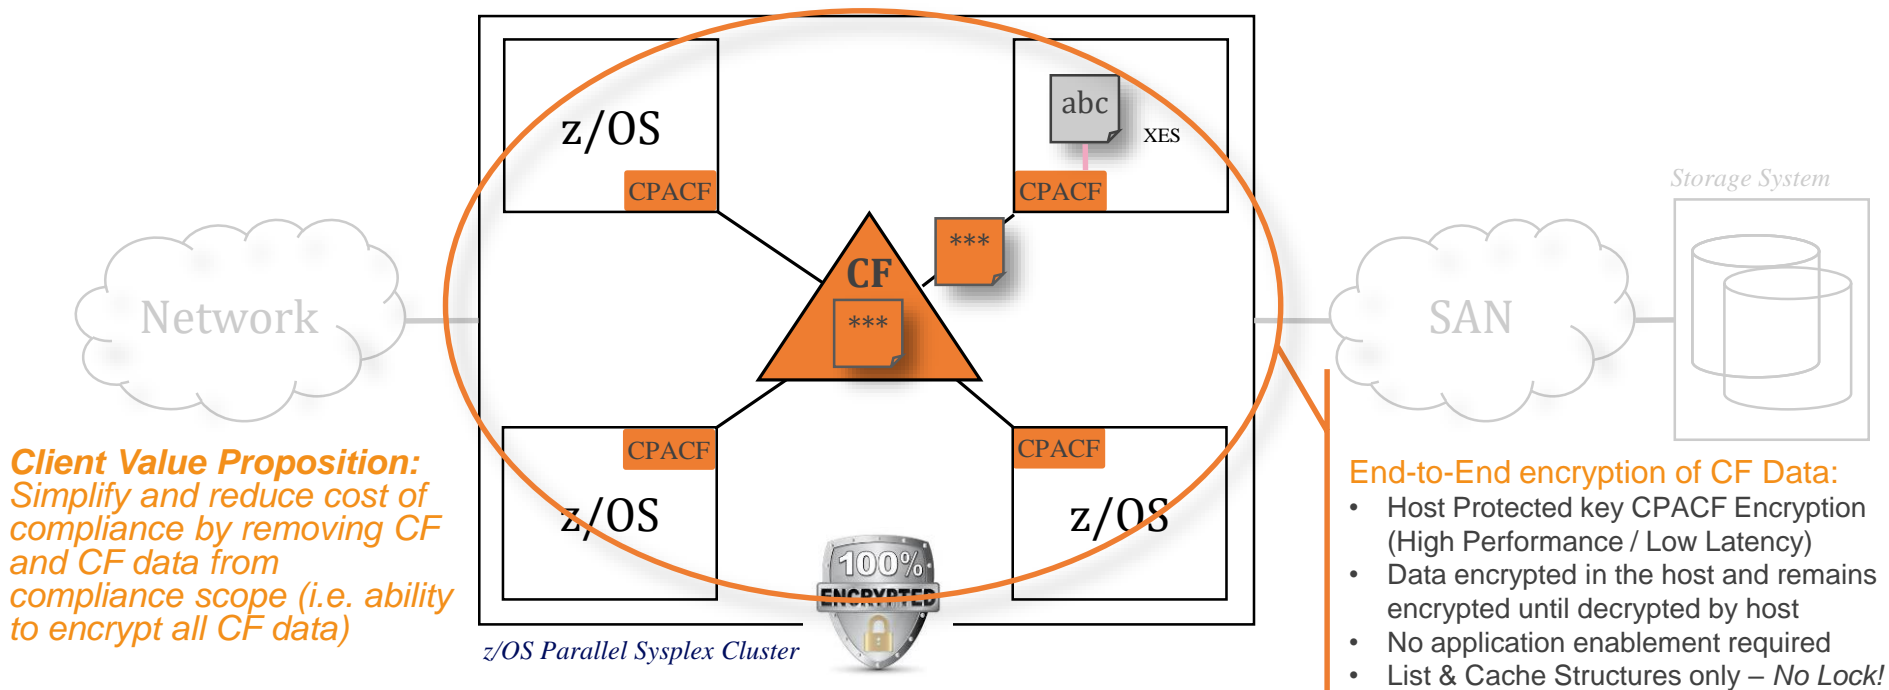 z/OS
CPACF
abc
XES
CPACF
Storage System
***
CF
***
Network
SAN
CPACF
z/OS
CPACF
z/OS
100%
ENCRYPTED
z/OS Parallel Sysplex Cluster
Client Value Proposition:
Simplify and reduce cost of
compliance by removing CF
and CF data from
compliance scope (i.e. ability
to encrypt all CF data)
End-to-End encryption of CF Data:
• Host Protected key CPACF Encryption
(High Performance / Low Latency)
• Data encrypted in the host and remains
encrypted until decrypted by host
• No application enablement required
• List & Cache Structures only – No Lock!